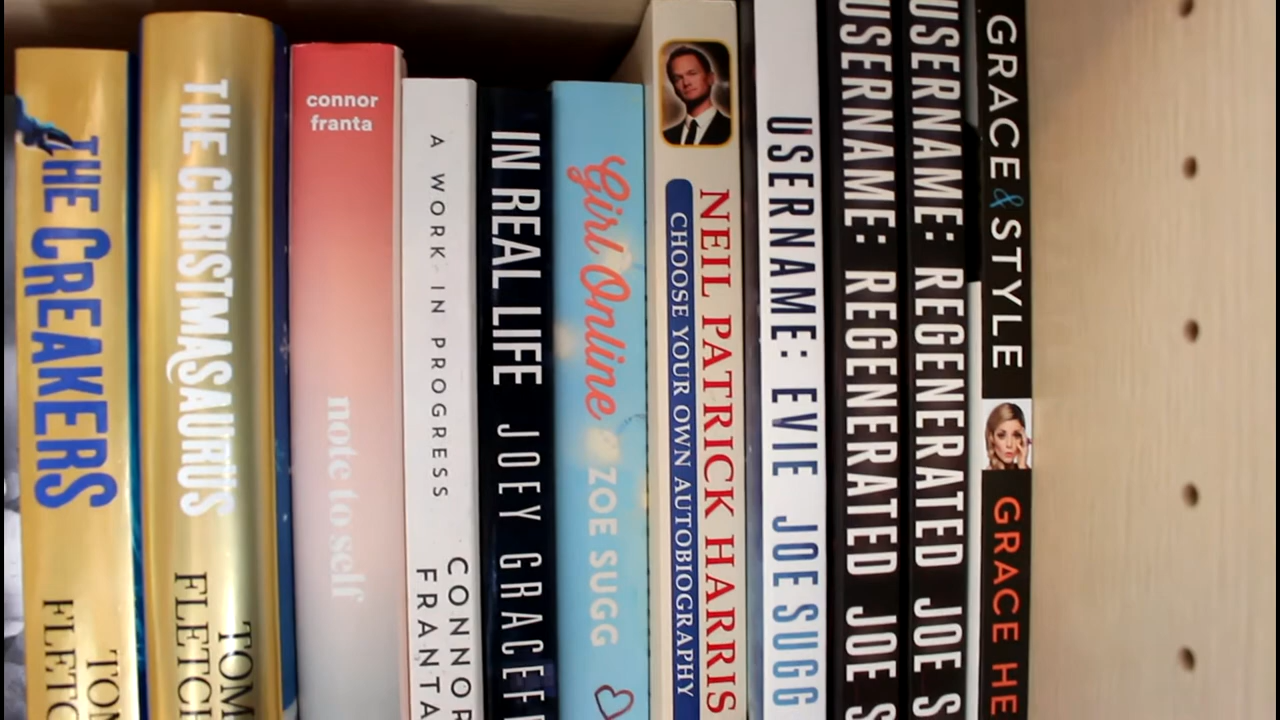 THE CREAKERS
TOM
FLETC
THE CHRISTMASAURUS
TOM
FLETCH
connor
franta
note to self
A WORK IN PROGRESS
CONNOR
FRANTA
IN REAL LIFE JOEY GRACEFF
Girl Online ZOE SUGG
NEIL PATRICK HARRIS
CHOOSE YOUR OWN AUTOBIOGRAPHY
USERNAME: EVIE JOE SUGG
USERNAME: REGENERATED JOE S
USERNAME: REGENERATED JOE S
GRACE & STYLE GRACE HE